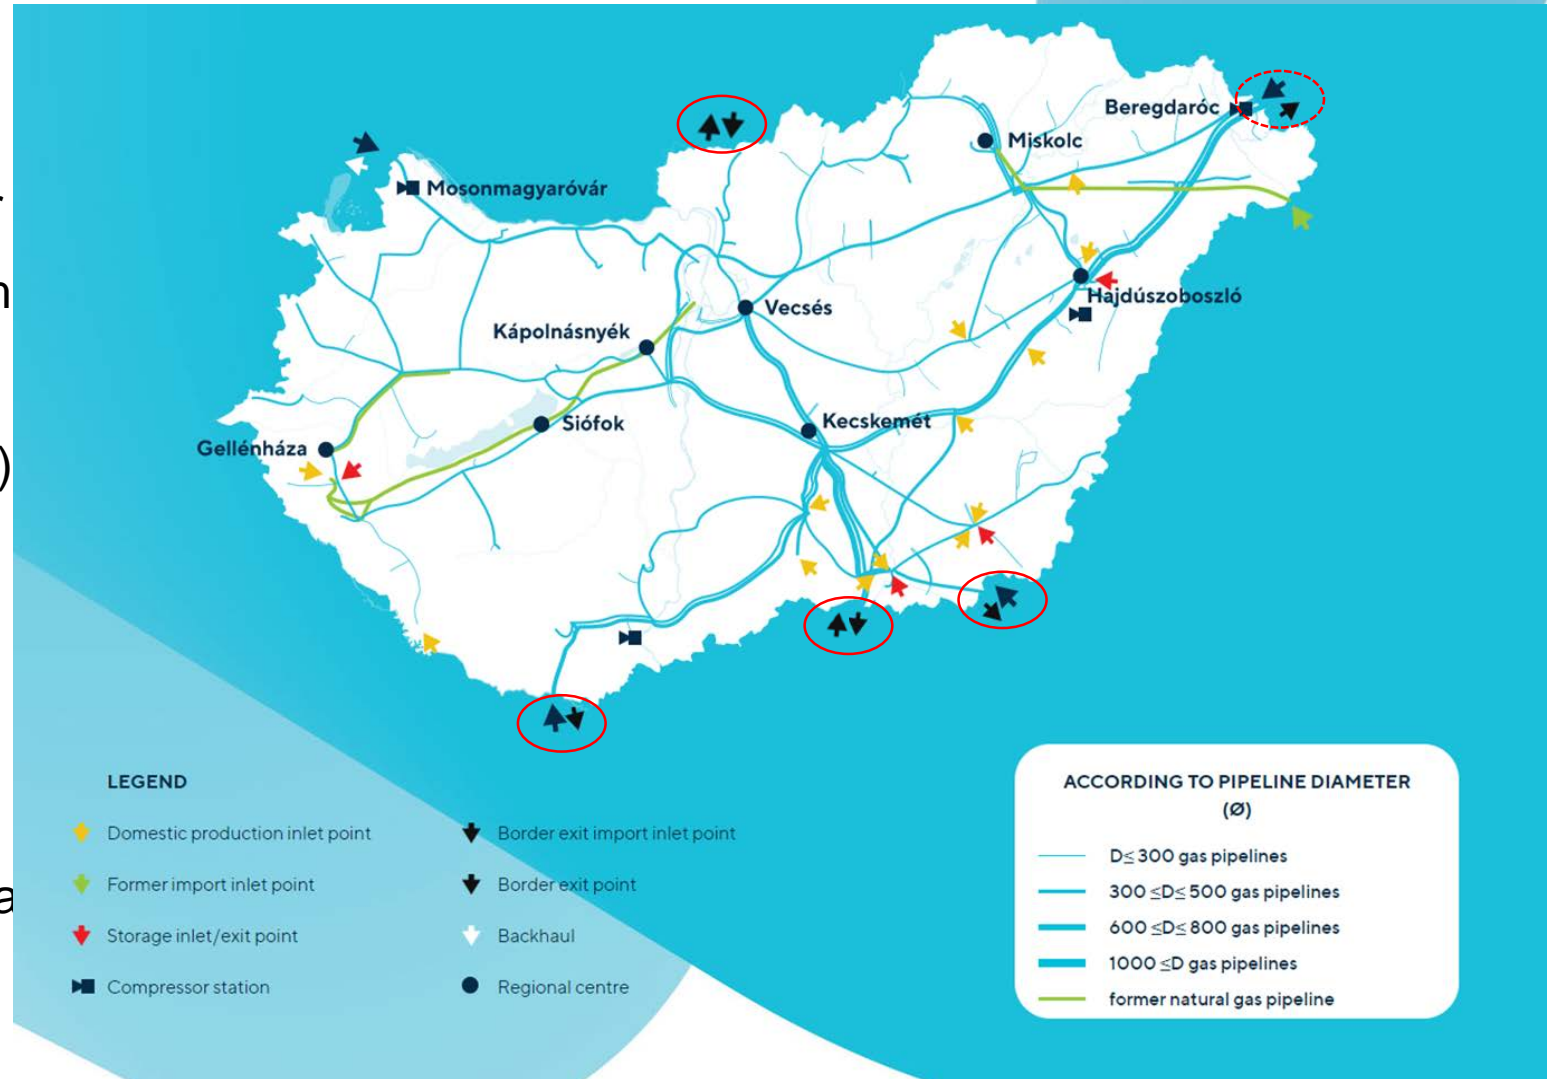 Beregdaróc
Miskolc
Mosonmagyaróvár
n
Hajdúszoboszló
Vecsés
Kápolnásnyék
Siófok
Kecskemét
Gellénháza
)
LEGEND
Domestic production inlet point
Former import inlet point
Storage inlet/exit point
Compressor station
Border exit import inlet point
Border exit point
Backhaul
Regional centre
a
ACCORDING TO PIPELINE DIAMETER
(Ø)
D≤ 300 gas pipelines
300 ≤D≤ 500 gas pipelines
600 ≤D≤ 800 gas pipelines
1000 ≤D gas pipelines
former natural gas pipeline